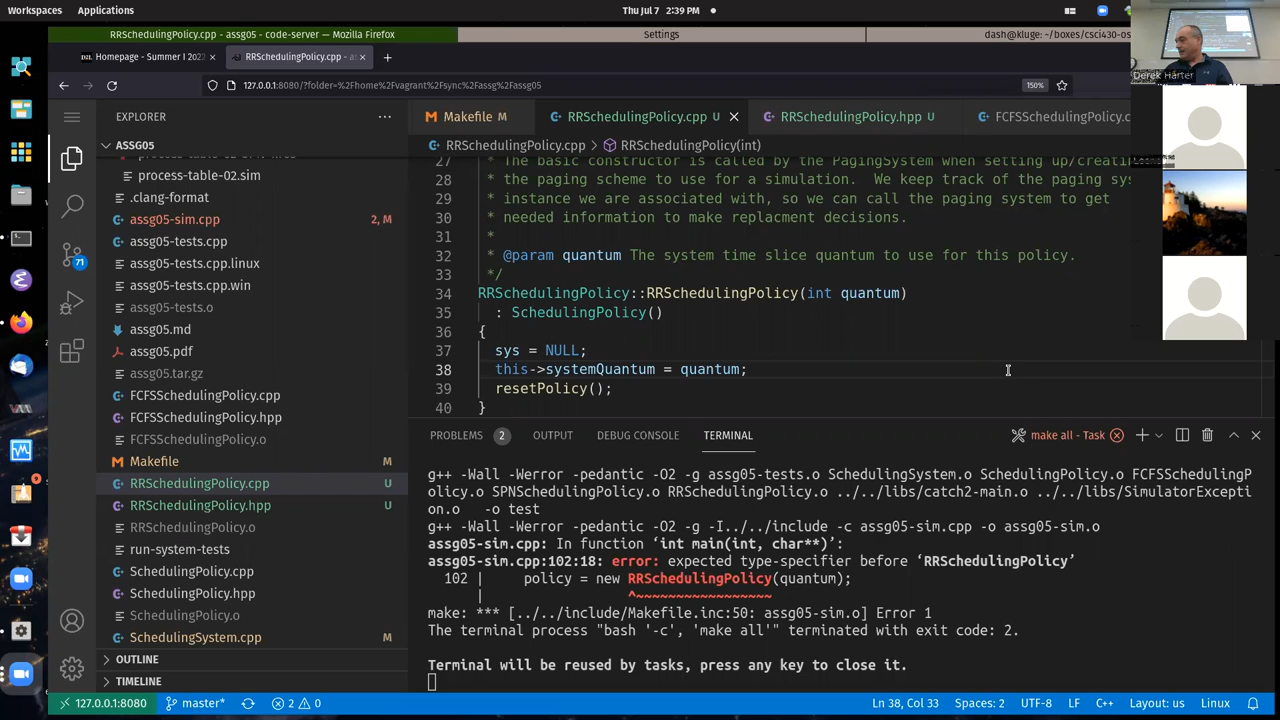 Workspaces Applications Thu Jul 7 2:39 PM
RRSchedulingPolicy.cpp - assg05 - code-server — Mozilla Firefox Settings dash@kluge: ~/boxes/csci430-os
Homepage - Summer I 2022 RRSchedulingPolicy.cpp - a
127.0.0.1:8080/?folder=%2Fhome%2Fvagrant%2Fsync%2Fassg%2Fassg05 150%
Derek Harter
EXPLORER
Makefile M RRSchedulingPolicy.cpp U RRSchedulingPolicy.hpp U FCFSSchedulingPolicy.c
ASSG05
RRSchedulingPolicy.cpp RRSchedulingPolicy(int)
process-table-02.sim
.clang-format
assg05-sim.cpp 2, M
assg05-tests.cpp
assg05-tests.cpp.linux
assg05-tests.cpp.win
assg05-tests.o
assg05.md
assg05.pdf
assg05.tar.gz
FCFSSchedulingPolicy.cpp
FCFSSchedulingPolicy.hpp
FCFSSchedulingPolicy.o
Makefile M
RRSchedulingPolicy.cpp U
RRSchedulingPolicy.hpp U
RRSchedulingPolicy.o
run-system-tests
SchedulingPolicy.cpp
SchedulingPolicy.hpp
SchedulingPolicy.o
SchedulingSystem.cpp M
OUTLINE
TIMELINE
71
9
27 * The basic constructor is called by the PagingSystem when setting up/creatin
28 * the paging scheme to use for a simulation. We keep track of the paging sys
29 * instance we are associated with, so we can call the paging system to get
30 * needed information to make replacment decisions.
31 *
32 * @param quantum The system time slice quantum to use for this policy.
33 */
34 RRSchedulingPolicy::RRSchedulingPolicy(int quantum)
35 : SchedulingPolicy()
36 {
37 sys = NULL;
38 this->systemQuantum = quantum;
39 resetPolicy();
40 }
PROBLEMS 2 OUTPUT DEBUG CONSOLE TERMINAL make all - Task
g++ -Wall -Werror -pedantic -O2 -g assg05-tests.o SchedulingSystem.o SchedulingPolicy.o FCFSSchedulingP
olicy.o SPNSchedulingPolicy.o RRSchedulingPolicy.o ../../libs/catch2-main.o ../../libs/SimulatorExcepti
on.o -o test
g++ -Wall -Werror -pedantic -O2 -g -I../../include -c assg05-sim.cpp -o assg05-sim.o
assg05-sim.cpp: In function ‘int main(int, char**)’:
assg05-sim.cpp:102:18: error: expected type-specifier before ‘RRSchedulingPolicy’
102 | policy = new RRSchedulingPolicy(quantum);
| ^~~~~~~~~~~~~~~~~~
make: *** [../../include/Makefile.inc:50: assg05-sim.o] Error 1
The terminal process "bash '-c', 'make all'" terminated with exit code: 2.
Terminal will be reused by tasks, press any key to close it.
127.0.0.1:8080 master* 2 0 Ln 38, Col 33 Spaces: 2 UTF-8 LF C++ Layout: us Linux